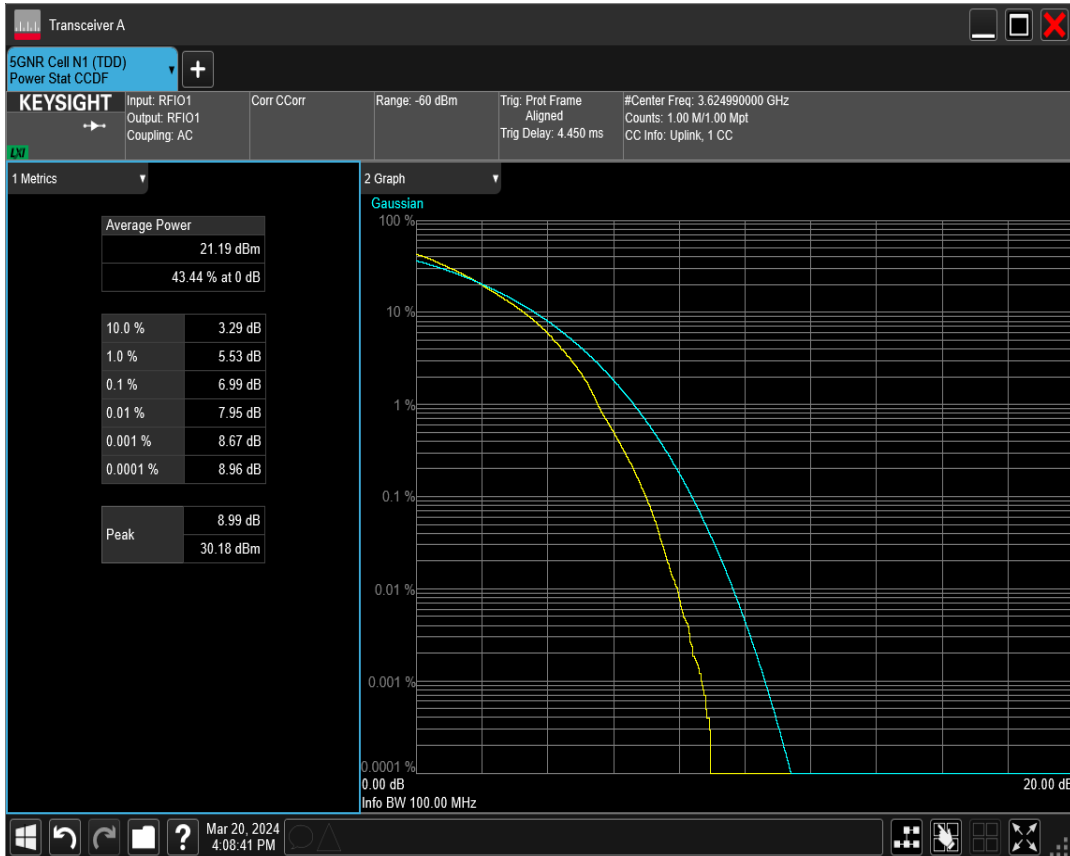 Transceiver A
5GNR Cell N1 (TDD)
Power Stat CCDF
+
KEYSIGHT
LXI
Input: RFIO1
Output: RFIO1
Coupling: AC
Corr CCorr
Range: -60 dBm
Trig: Prot Frame
Aligned
Trig Delay: 4.450 ms
#Center Freq: 3.624990000 GHz
Counts: 1.00 M/1.00 Mpt
CC Info: Uplink, 1 CC
1 Metrics
Average Power
21.19 dBm
43.44 % at 0 dB
10.0 % 3.29 dB
1.0 % 5.53 dB
0.1 % 6.99 dB
0.01 % 7.95 dB
0.001 % 8.67 dB
0.0001 % 8.96 dB
Peak
8.99 dB
30.18 dBm
2 Graph
Gaussian
100 %
10 %
1 %
0.1 %
0.01 %
0.001 %
0.0001 %
0.00 dB 20.00 dB
Info BW 100.00 MHz
?
Mar 20, 2024
4:08:41 PM